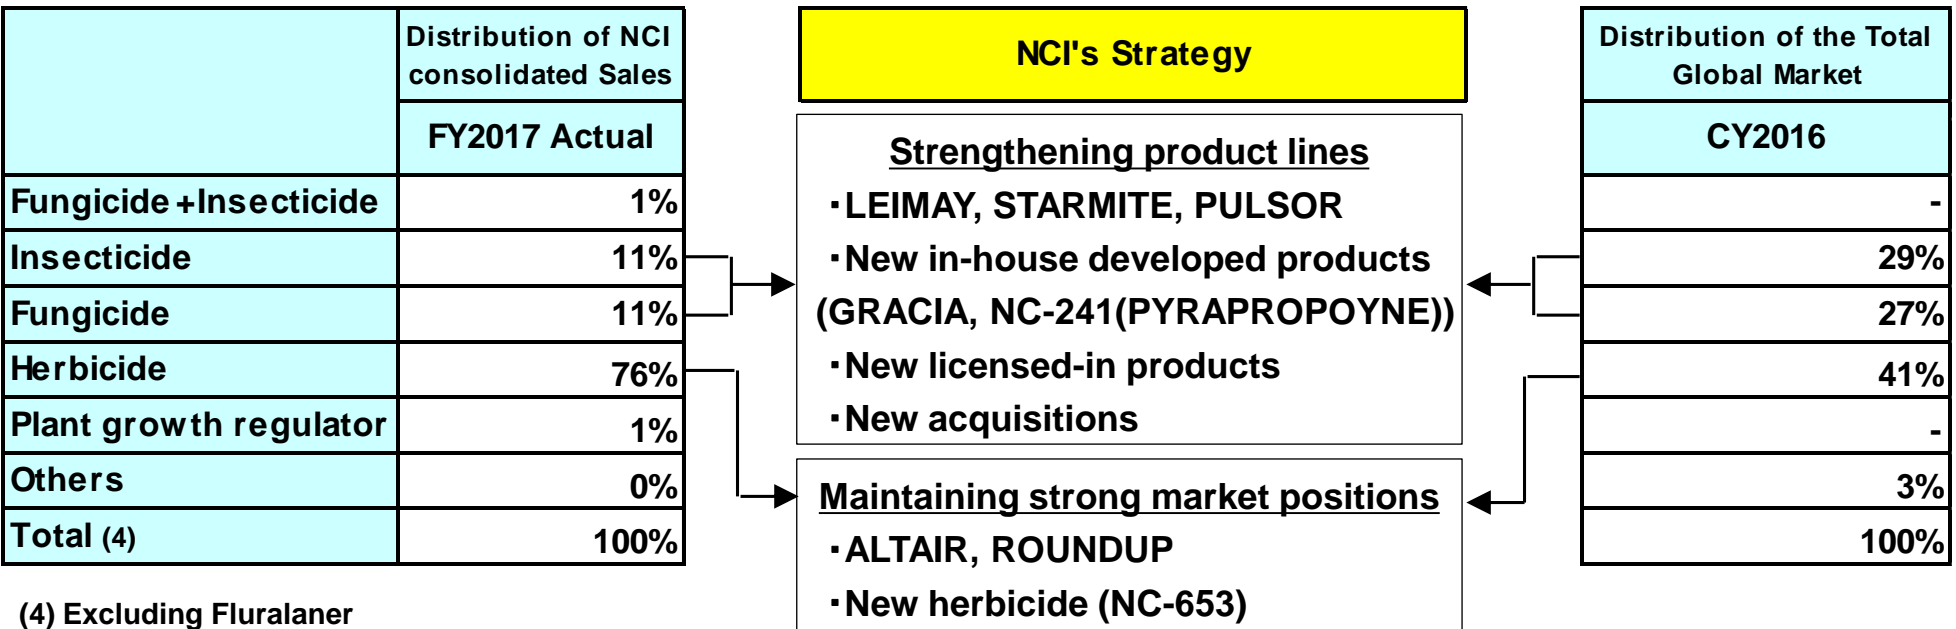 Distribution of NCI
consolidated Sales
FY2017 Actual
Fungicide+Insecticide 1%
Insecticide 11%
Fungicide 11%
Herbicide 76%
Plant growth regulator 1%
Others 0%
Total (4) 100%
(4) Excluding Fluralaner
NCI's Strategy
Strengthening product lines
・LEIMAY, STARMITE, PULSOR
・New in-house developed products
(GRACIA, NC-241(PYRAPROPOYNE))
・New licensed-in products
・New acquisitions
Maintaining strong market positions
・ALTAIR, ROUNDUP
・New herbicide (NC-653)
Distribution of the Total
Global Market
CY2016
-
29%
27%
41%
-
3%
100%